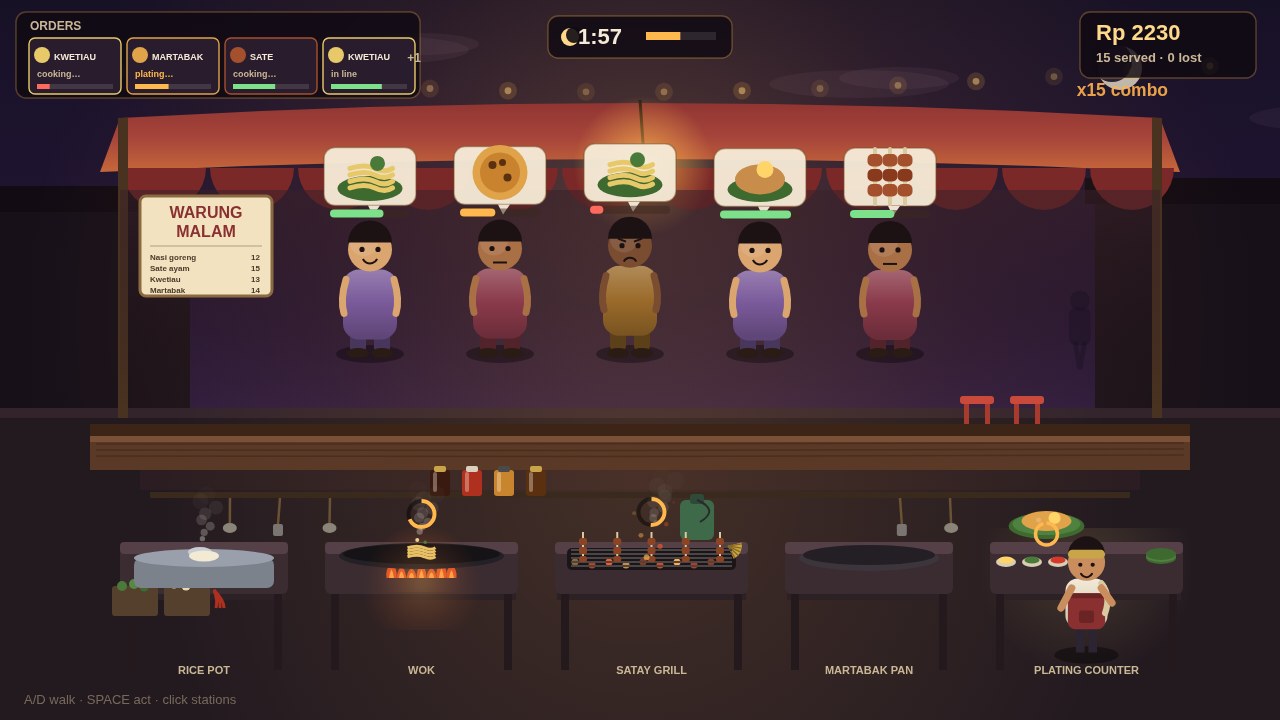 ORDERS
KWETIAU
cooking…
MARTABAK
plating…
SATE
cooking…
KWETIAU
in line
+1
1:57
Rp 2230
15 served · 0 lost
x15 combo
WARUNG
MALAM
Nasi goreng 12
Sate ayam 15
Kwetiau 13
Martabak 14
RICE POT
WOK
SATAY GRILL
MARTABAK PAN
PLATING COUNTER
A/D walk · SPACE act · click stations